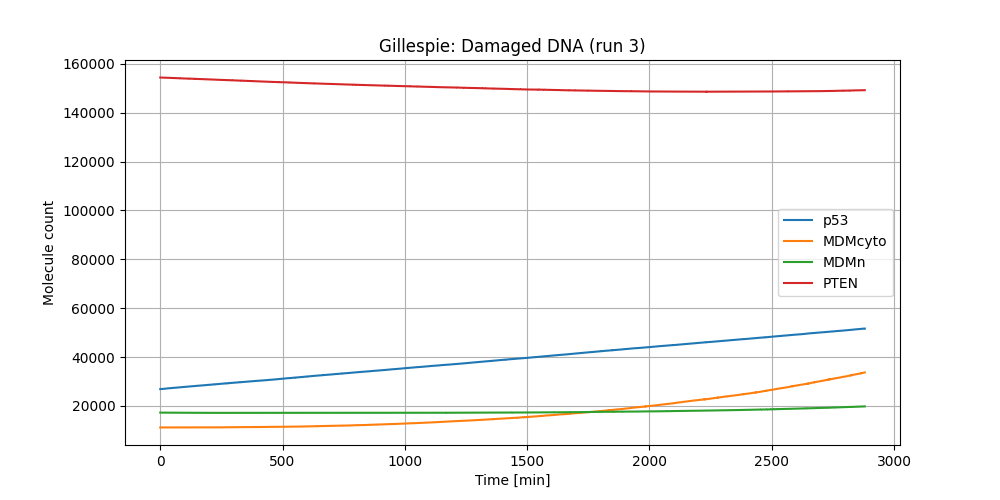 Gillespie: Damaged DNA (run 3)
Molecule count
160000
140000
120000
100000
80000
60000
40000
20000
p53
MDMcyto
MDMn
PTEN
0 500 1000 1500 2000 2500 3000
Time [min]